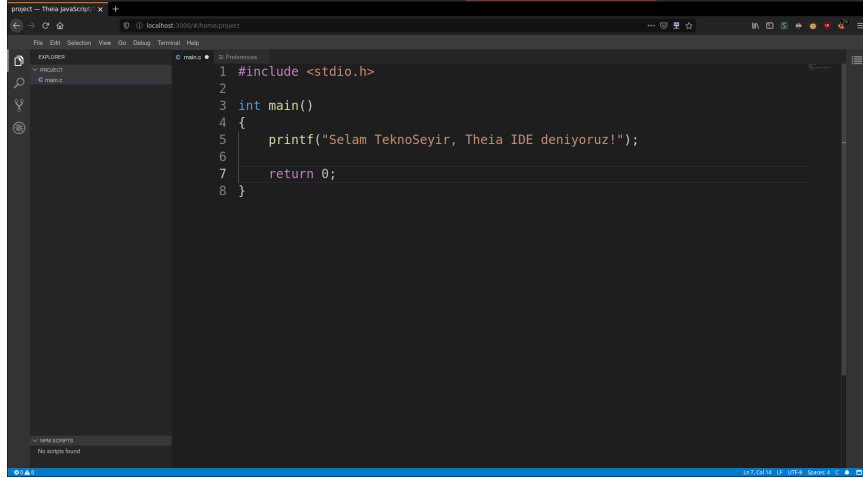 project — Theia JavaScript/
localhost:3000/#/home/project
File Edit Selection View Go Debug Terminal Help
EXPLORER
PROJECT
C main.c
C main.c
Preferences
1 #include <stdio.h>
2
3 int main()
4 {
5 printf("Selam TeknoSeyir, Theia IDE deniyoruz!");
6
7 return 0;
8 }
NPM SCRIPTS
No scripts found
0 0
Ln 7, Col 14 LF UTF-8 Spaces: 4 C